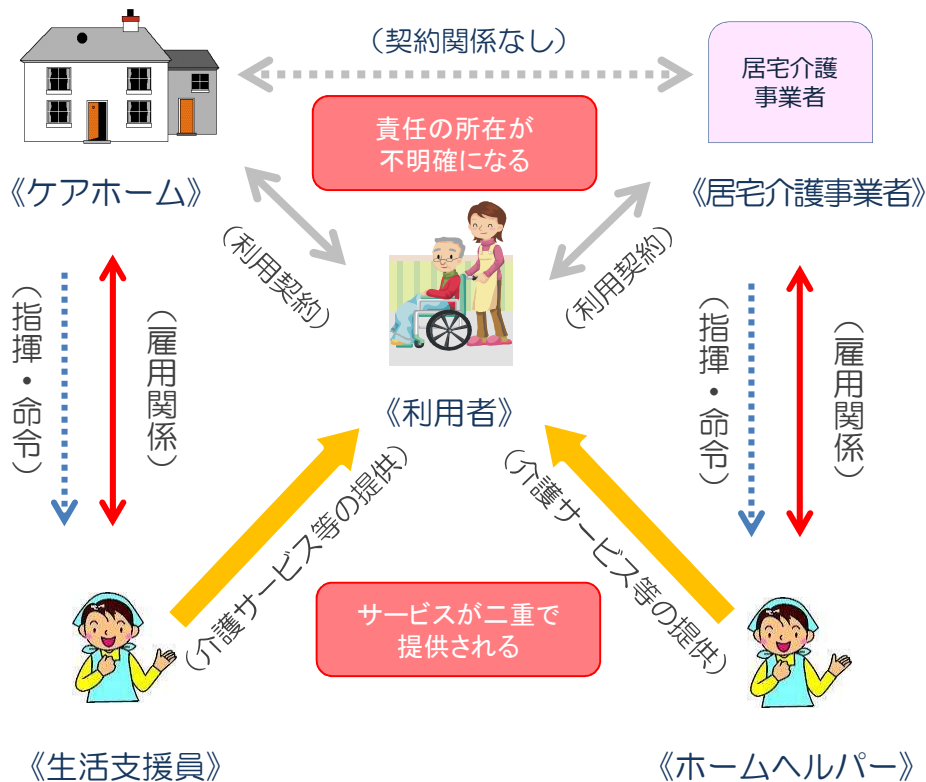 （契約関係なし）
居宅介護
事業者
責任の所在が
不明確になる
《ケアホーム》
《居宅介護事業者》
（利用契約）
（利用契約）
（指揮・命令）
（雇用関係）
（指揮・命令）
（雇用関係）
《利用者》
（介護サービス等の提供）
（介護サービス等の提供）
サービスが二重で
提供される
《生活支援員》
《ホームヘルパー》